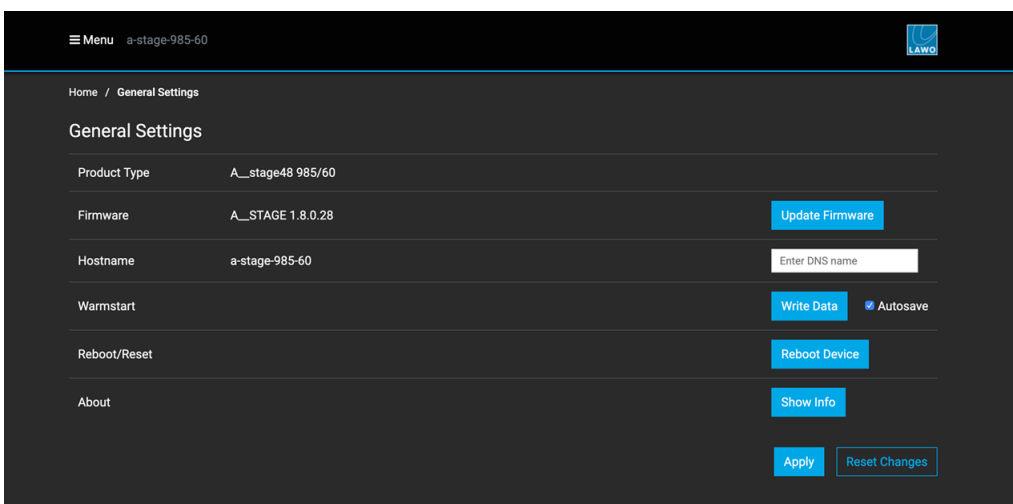 Menu a-stage-985-60
LAWO
Home / General Settings
General Settings
Product Type A__stage48 985/60
Firmware A__STAGE 1.8.0.28 Update Firmware
Hostname a-stage-985-60 Enter DNS name
Warmstart Write Data Autosave
Reboot/Reset Reboot Device
About Show Info
Apply Reset Changes